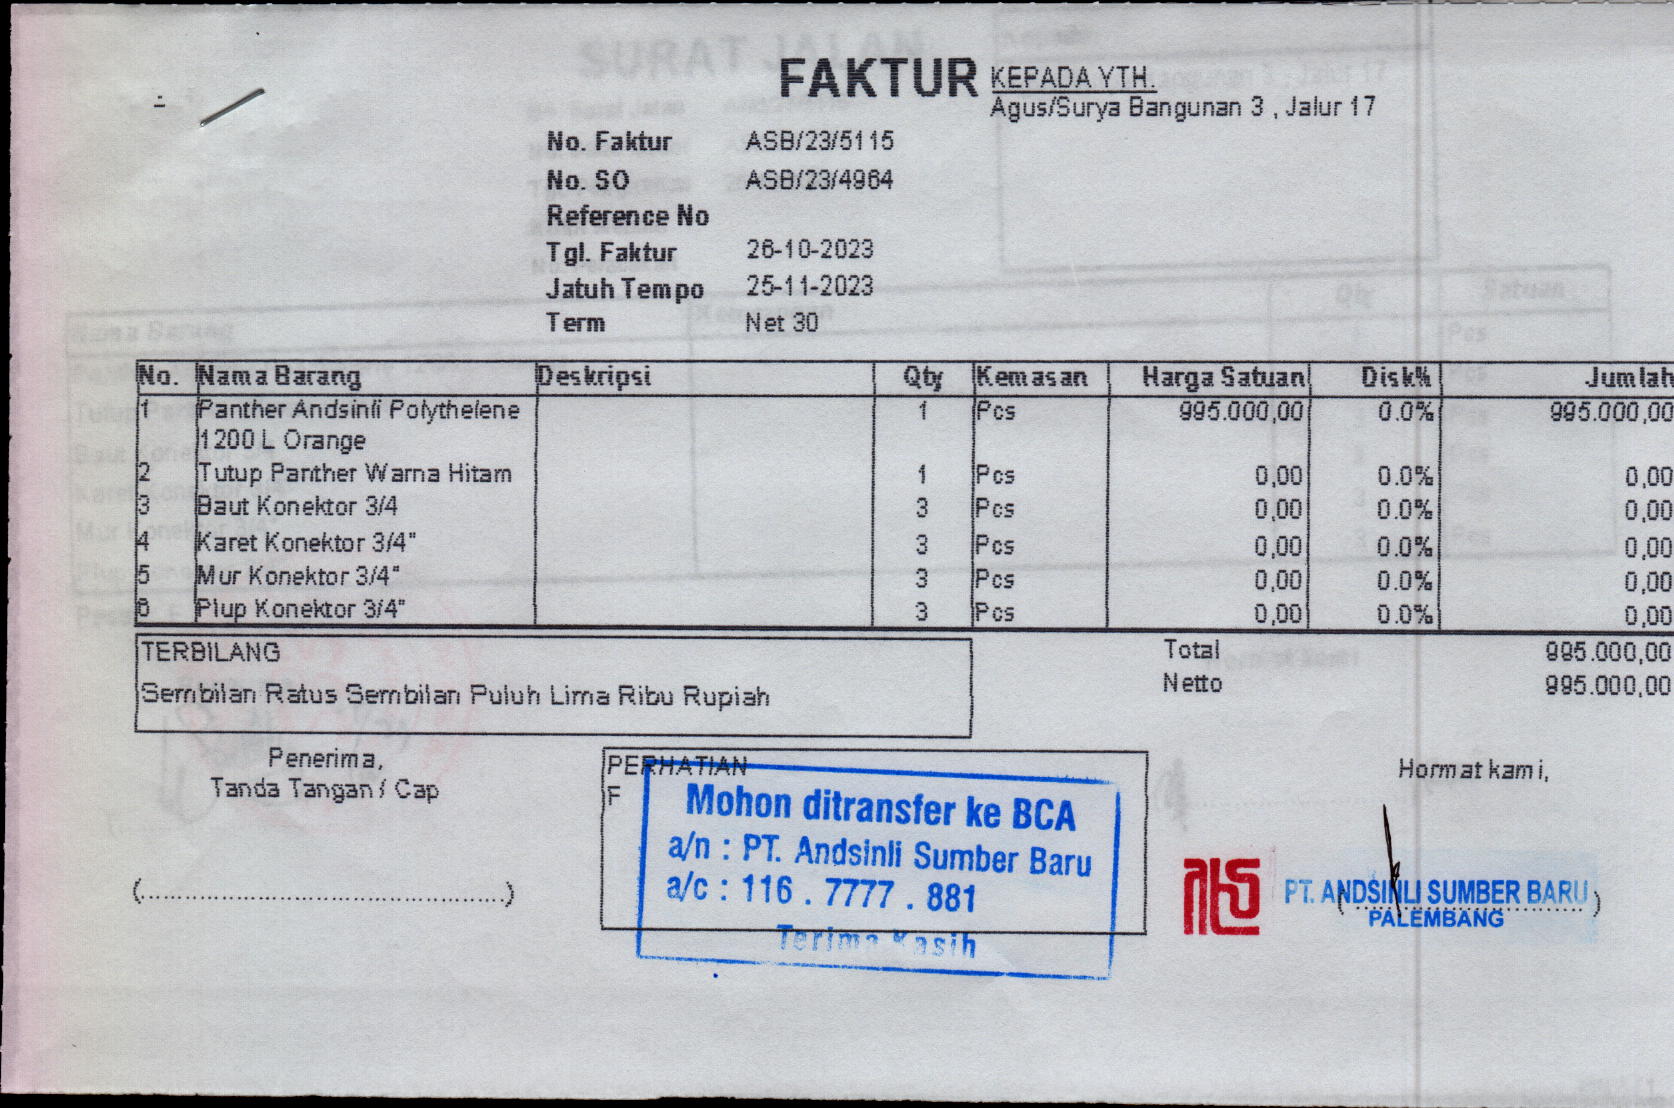 FAKTUR
KEPADA YTH.
Agus/Surya Bangunan 3 , Jalur 17
No. Faktur ASB/23/5115
No. SO ASB/23/4964
Reference No
Tgl. Faktur 26-10-2023
Jatuh Tempo 25-11-2023
Term Net 30
No. Nama Barang Deskripsi Qty Kemasan Harga Satuan Disk% Jumlah
1 Panther Andsinli Polythelene 1 Pcs 995.000,00 0.0% 995.000,00
1200 L Orange
2 Tutup Panther Warna Hitam 1 Pcs 0,00 0.0% 0,00
3 Baut Konektor 3/4 3 Pcs 0,00 0.0% 0,00
4 Karet Konektor 3/4" 3 Pcs 0,00 0.0% 0,00
5 Mur Konektor 3/4" 3 Pcs 0,00 0.0% 0,00
6 Plup Konektor 3/4" 3 Pcs 0,00 0.0% 0,00
TERBILANG
Sembilan Ratus Sembilan Puluh Lima Ribu Rupiah
Total 995.000,00
Netto 995.000,00
Penerima,
Tanda Tangan / Cap
(.....................................................)
PERHATIAN
F
Mohon ditransfer ke BCA
a/n : PT. Andsinli Sumber Baru
a/c : 116 . 7777 . 881
Terima Kasih
Hormat kami,
PT. ANDSINLI SUMBER BARU
PALEMBANG